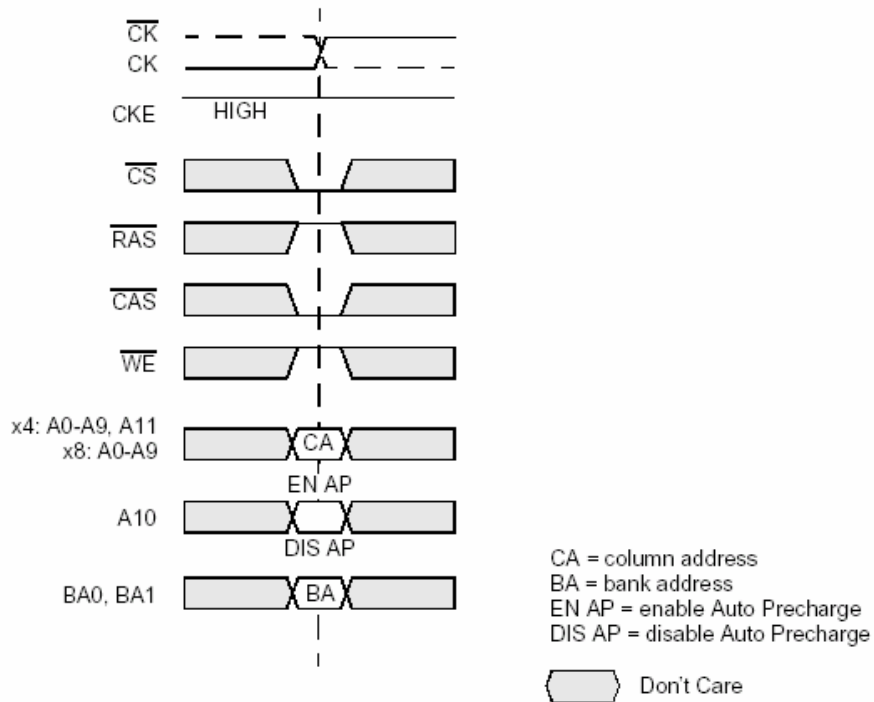 CK
CK
CKE
HIGH
CS
RAS
CAS
WE
x4: A0-A9, A11
x8: A0-A9
CA
EN AP
A10
DIS AP
BA0, BA1
BA
CA = column address
BA = bank address
EN AP = enable Auto Precharge
DIS AP = disable Auto Precharge
Don't Care